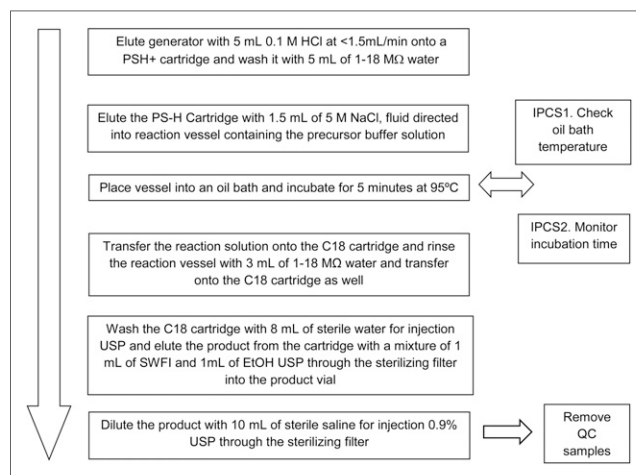 Elute generator with 5 mL 0.1 M HCl at <1.5mL/min onto a
PSH+ cartridge and wash it with 5 mL of 1-18 MΩ water
Elute the PS-H Cartridge with 1.5 mL of 5 M NaCl, fluid directed
into reaction vessel containing the precursor buffer solution
IPCS1. Check
oil bath
temperature
Place vessel into an oil bath and incubate for 5 minutes at 95ºC
IPCS2. Monitor
incubation time
Transfer the reaction solution onto the C18 cartridge and rinse
the reaction vessel with 3 mL of 1-18 MΩ water and transfer
onto the C18 cartridge as well
Wash the C18 cartridge with 8 mL of sterile water for injection
USP and elute the product from the cartridge with a mixture of 1
mL of SWFI and 1mL of EtOH USP through the sterilizing filter
into the product vial
Dilute the product with 10 mL of sterile saline for injection 0.9%
USP through the sterilizing filter
Remove
QC
samples